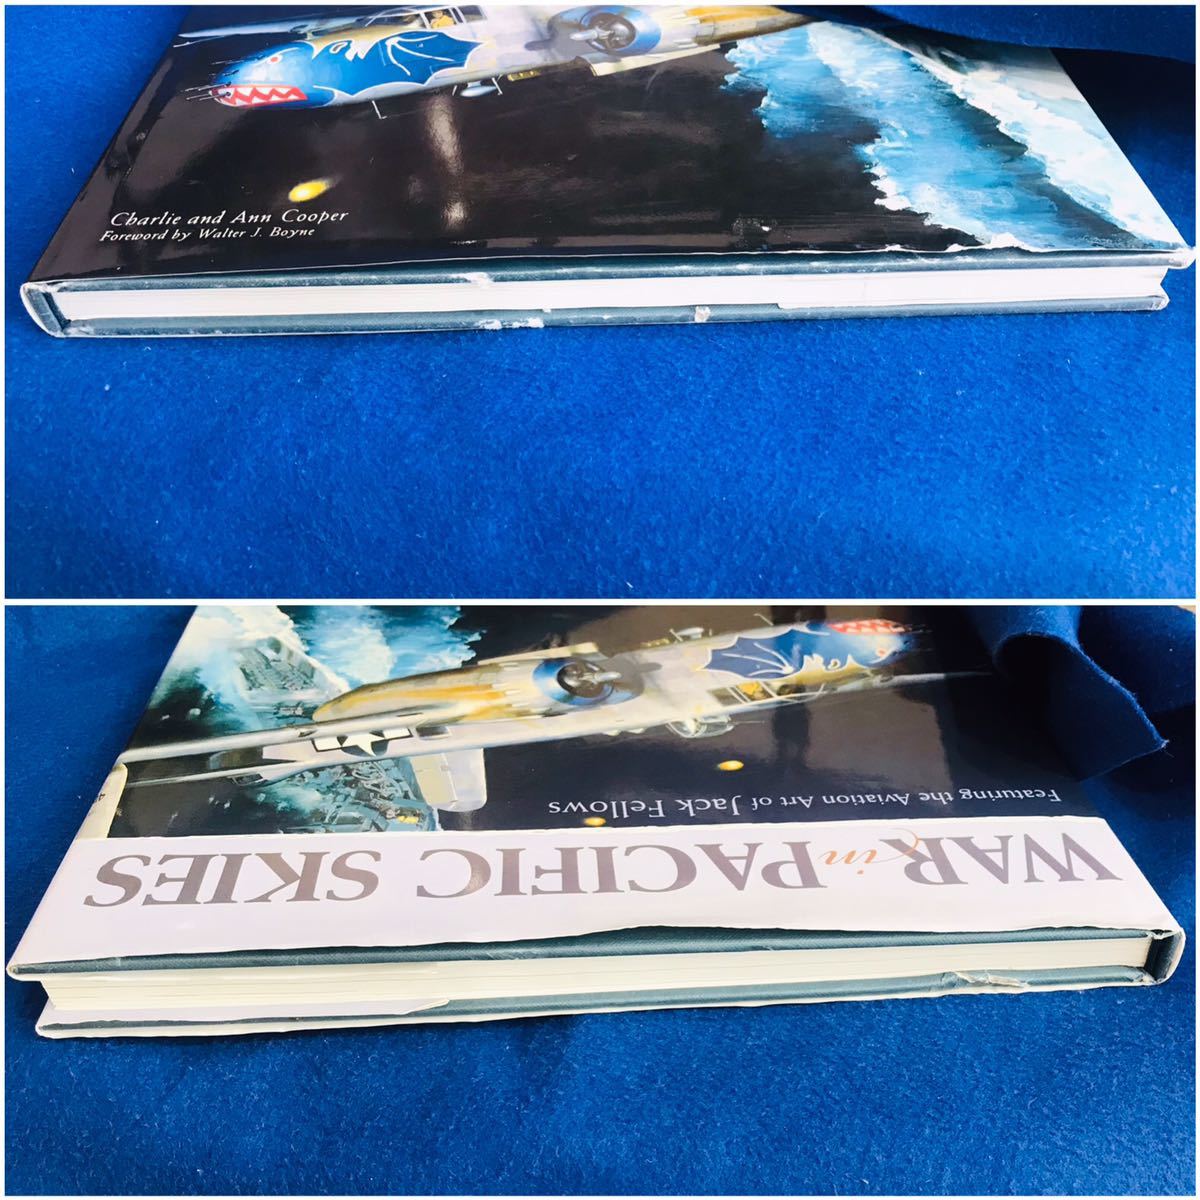 Charlie and Ann Cooper
Foreword by Walter J. Boyne
WAR in PACIFIC SKIES
Featuring the Aviation Art of Jack Fellows